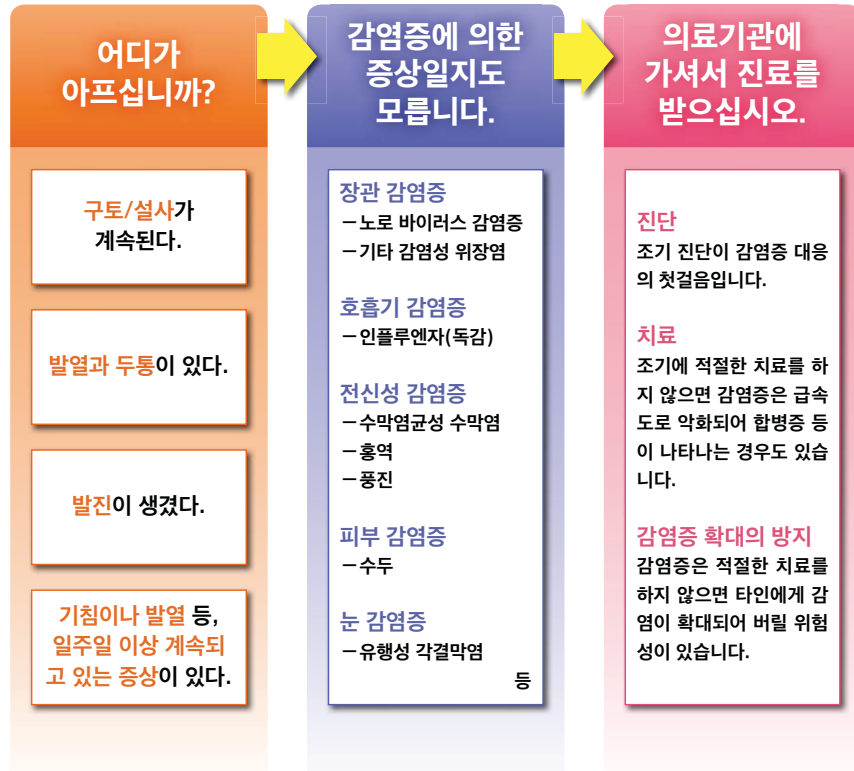 어디가
아프십니까?
구토/설사가
계속된다.
발열과 두통이 있다.
발진이 생겼다.
기침이나 발열 등,
일주일 이상 계속되
고 있는 증상이 있다.
감염증에 의한
증상일지도
모릅니다.
장관 감염증
－노로 바이러스 감염증
－기타 감염성 위장염
호흡기 감염증
－인플루엔자(독감)
전신성 감염증
－수막염균성 수막염
－홍역
－풍진
피부 감염증
－수두
눈 감염증
－유행성 각결막염
등
의료기관에
가셔서 진료를
받으십시오.
진단
조기 진단이 감염증 대응
의 첫걸음입니다.
치료
조기에 적절한 치료를 하
지 않으면 감염증은 급속
도로 악화되어 합병증 등
이 나타나는 경우도 있습
니다.
감염증 확대의 방지
감염증은 적절한 치료를
하지 않으면 타인에게 감
염이 확대되어 버릴 위험
성이 있습니다.